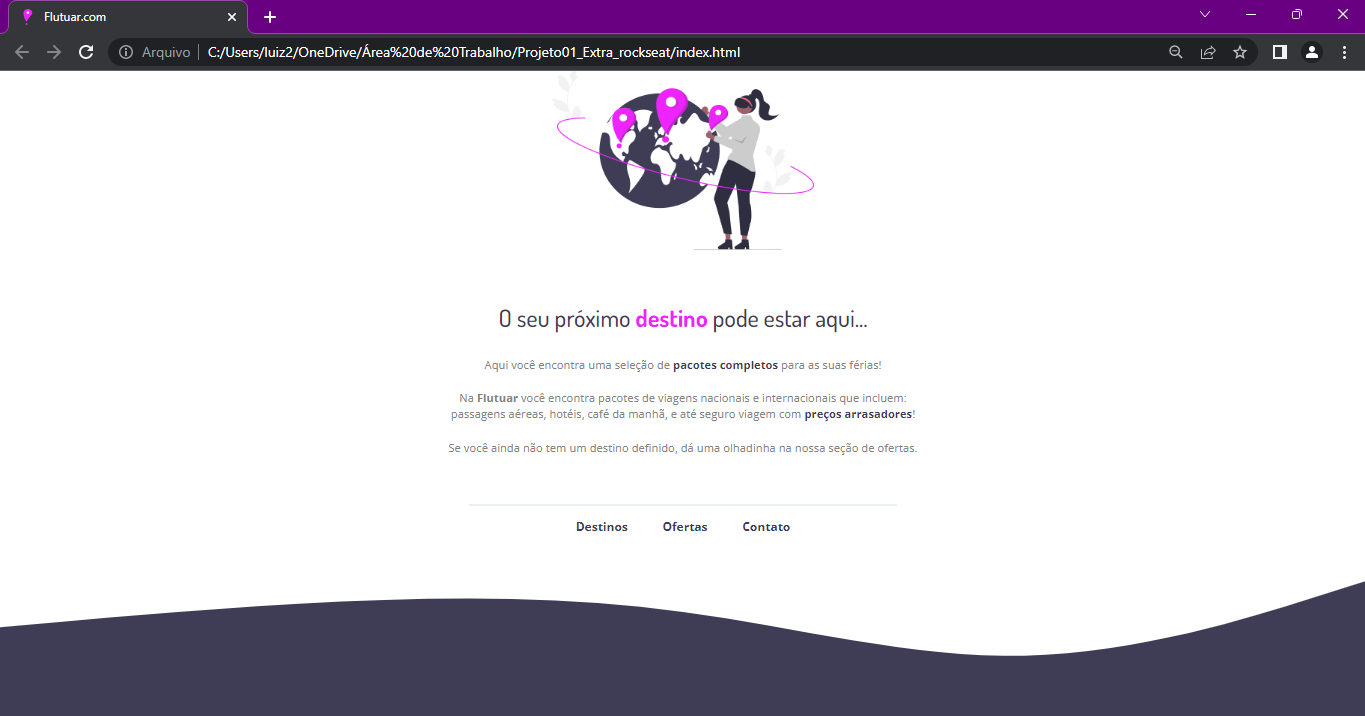 Flutuar.com
Arquivo C:/Users/luiz2/OneDrive/Área%20de%20Trabalho/Projeto01_Extra_rockseat/index.html
O seu próximo destino pode estar aqui...
Aqui você encontra uma seleção de pacotes completos para as suas férias!
Na Flutuar você encontra pacotes de viagens nacionais e internacionais que incluem:
passagens aéreas, hotéis, café da manhã, e até seguro viagem com preços arrasadores!
Se você ainda não tem um destino definido, dá uma olhadinha na nossa seção de ofertas.
Destinos Ofertas Contato